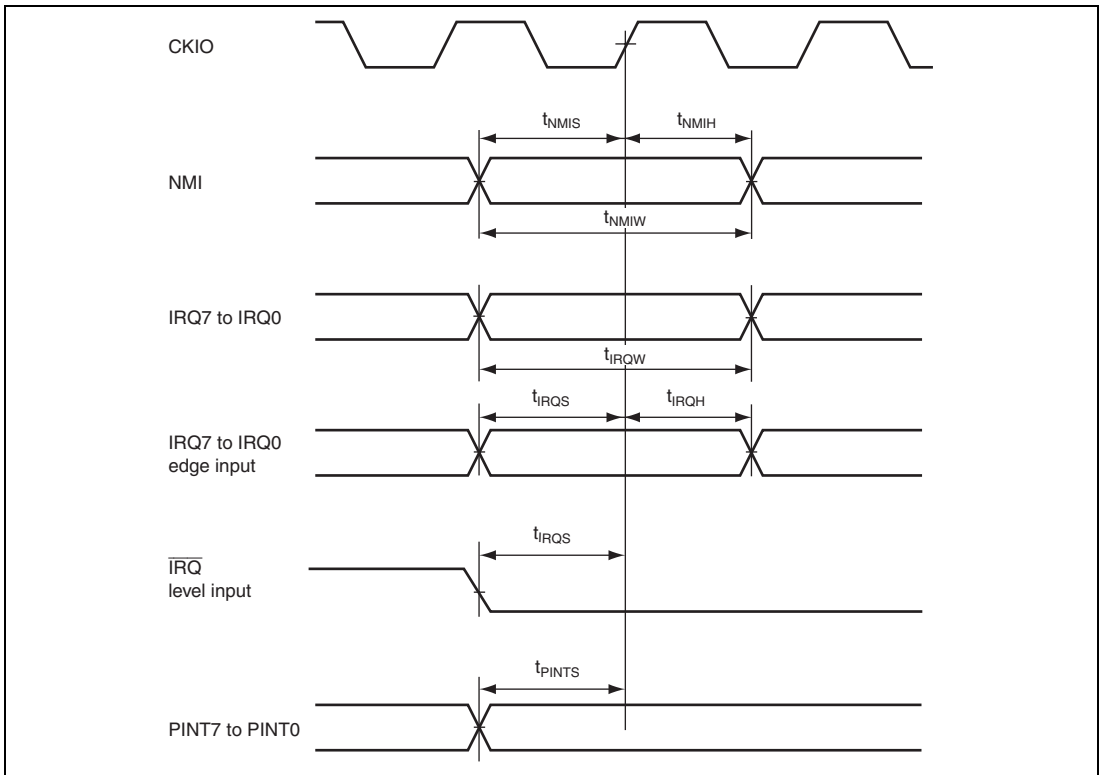 CKIO
tNMIS
tNMIH
NMI
tNMIW
IRQ7 to IRQ0
tIRQW
tIRQS
tIRQH
IRQ7 to IRQ0
edge input
tIRQS
IRQ
level input
tPINTS
PINT7 to PINT0